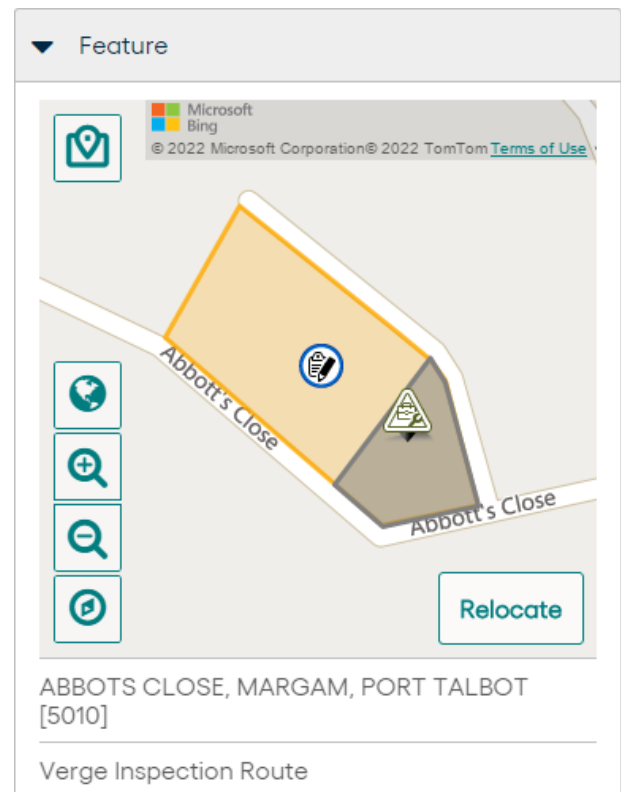 Feature
Microsoft
Bing
© 2022 Microsoft Corporation© 2022 TomTom Terms of Use
Abbott's Close
Abbott's Close
Relocate
ABBOTS CLOSE, MARGAM, PORT TALBOT
[5010]
Verge Inspection Route